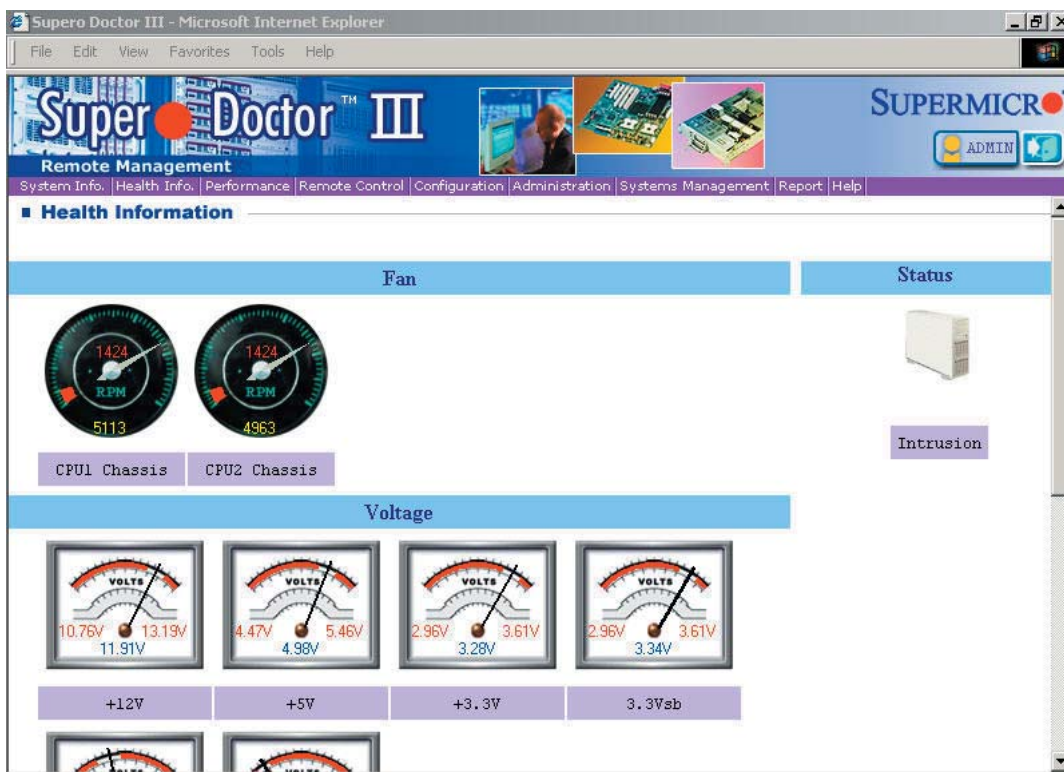 Supero Doctor III - Microsoft Internet Explorer
File Edit View Favorites Tools Help
Super Doctor™ III
SUPERMICR
Remote Management
ADMIN
System Info. Health Info. Performance Remote Control Configuration Administration Systems Management Report Help
Health Information
Fan
Status
1424 RPM 5113
1424 RPM 4963
CPU1 Chassis CPU2 Chassis
Intrusion
Voltage
VOLTS 10.76V 13.19V 11.91V
VOLTS 4.47V 5.46V 4.98V
VOLTS 2.96V 3.61V 3.28V
VOLTS 2.96V 3.61V 3.34V
+12V +5V +3.3V 3.3Vsb
VOLTS VOLTS